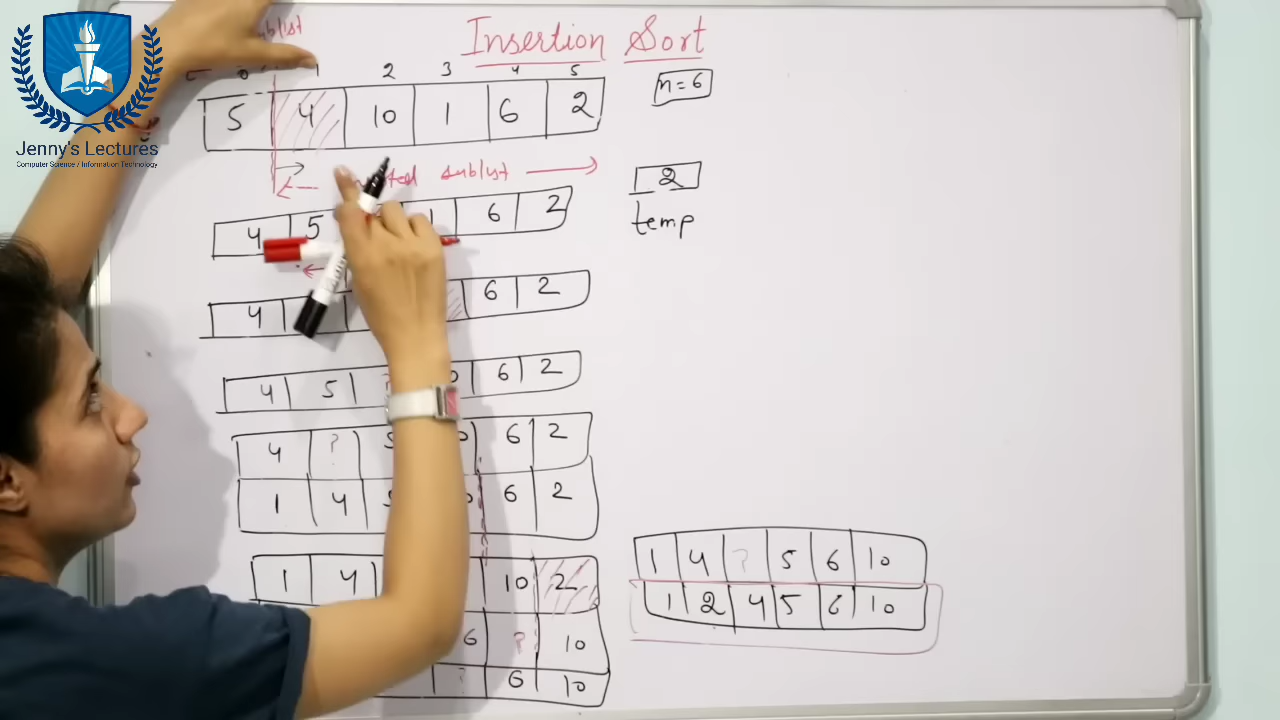 Insertion Sort
0 1 2 3 4 5
n = 6
5 4 10 1 6 2
Jenny's Lectures
Computer Science / Information Technology
sublist
2
temp
4 5 1 6 2
4 6 2
4 5 6 2
4 ? 6 2
1 4 6 2
1 4 10 2
6 ? 10
? 6 10
1 4 ? 5 6 10
1 2 4 5 6 10